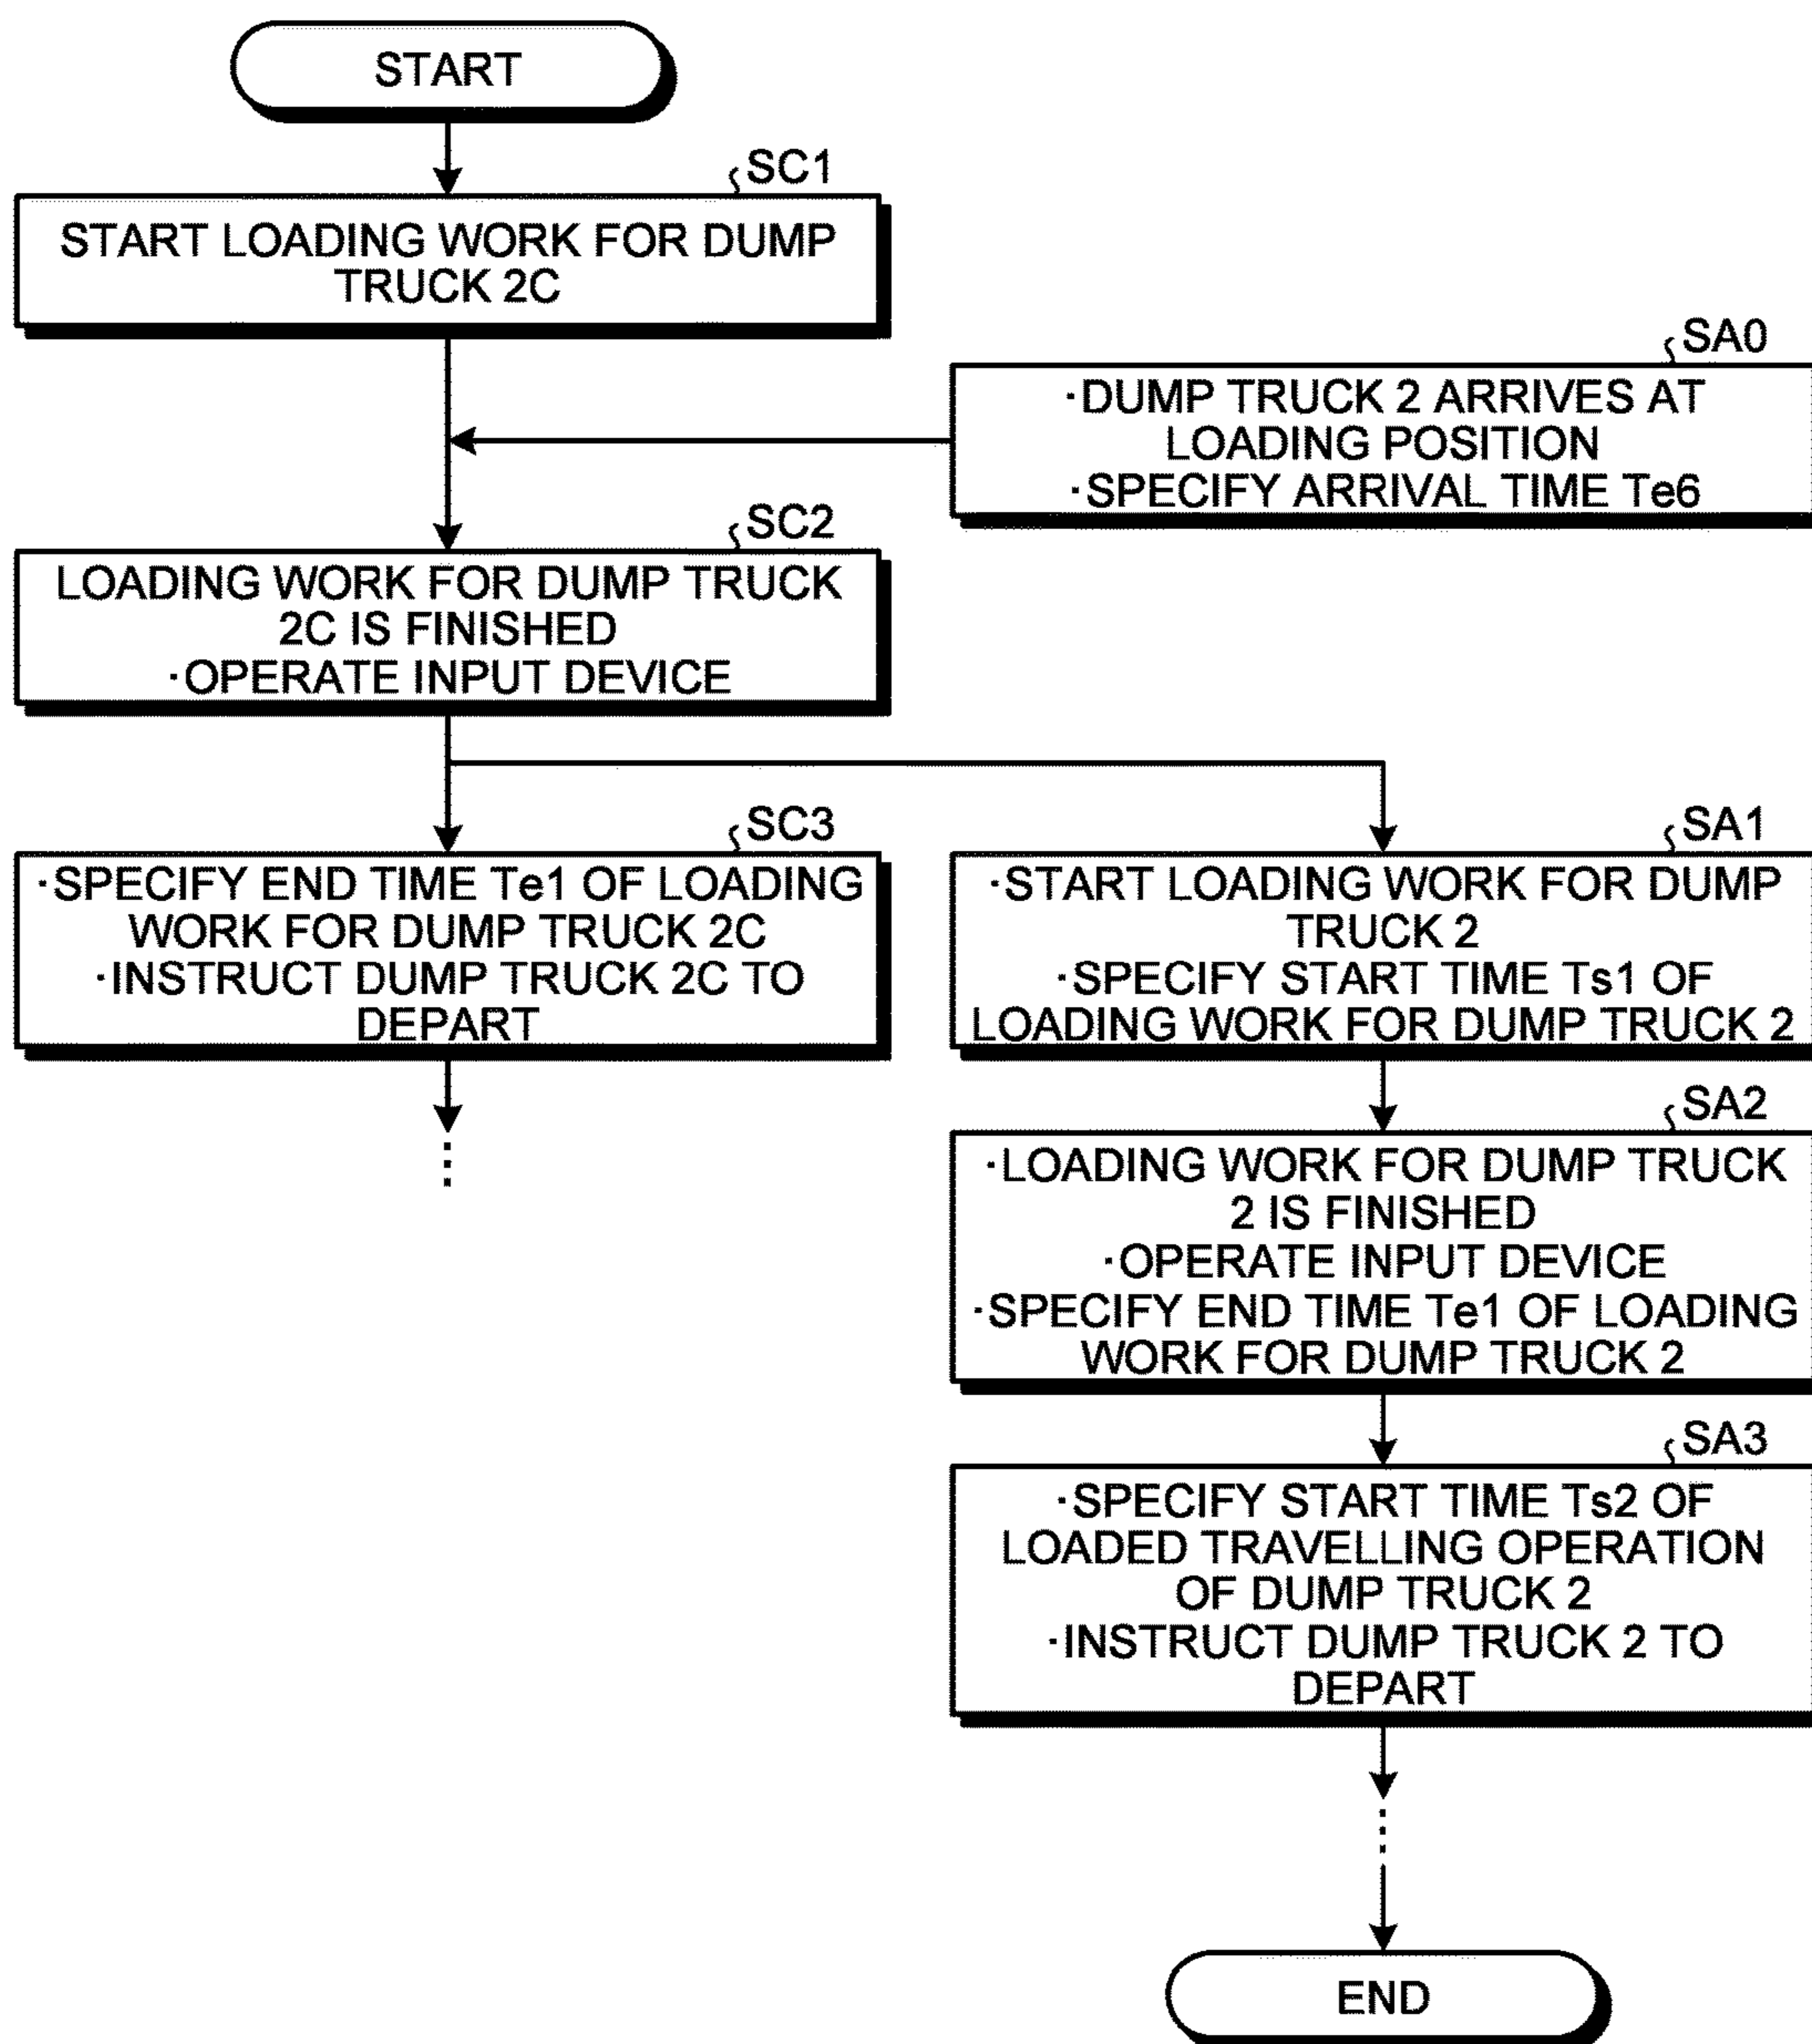 START
SC1
START LOADING WORK FOR DUMP
TRUCK 2C
SA0
·DUMP TRUCK 2 ARRIVES AT
LOADING POSITION
·SPECIFY ARRIVAL TIME Te6
SC2
LOADING WORK FOR DUMP TRUCK
2C IS FINISHED
·OPERATE INPUT DEVICE
SC3
·SPECIFY END TIME Te1 OF LOADING
WORK FOR DUMP TRUCK 2C
·INSTRUCT DUMP TRUCK 2C TO
DEPART
SA1
·START LOADING WORK FOR DUMP
TRUCK 2
·SPECIFY START TIME Ts1 OF
LOADING WORK FOR DUMP TRUCK 2
SA2
·LOADING WORK FOR DUMP TRUCK
2 IS FINISHED
·OPERATE INPUT DEVICE
·SPECIFY END TIME Te1 OF LOADING
WORK FOR DUMP TRUCK 2
SA3
·SPECIFY START TIME Ts2 OF
LOADED TRAVELLING OPERATION
OF DUMP TRUCK 2
·INSTRUCT DUMP TRUCK 2 TO
DEPART
END